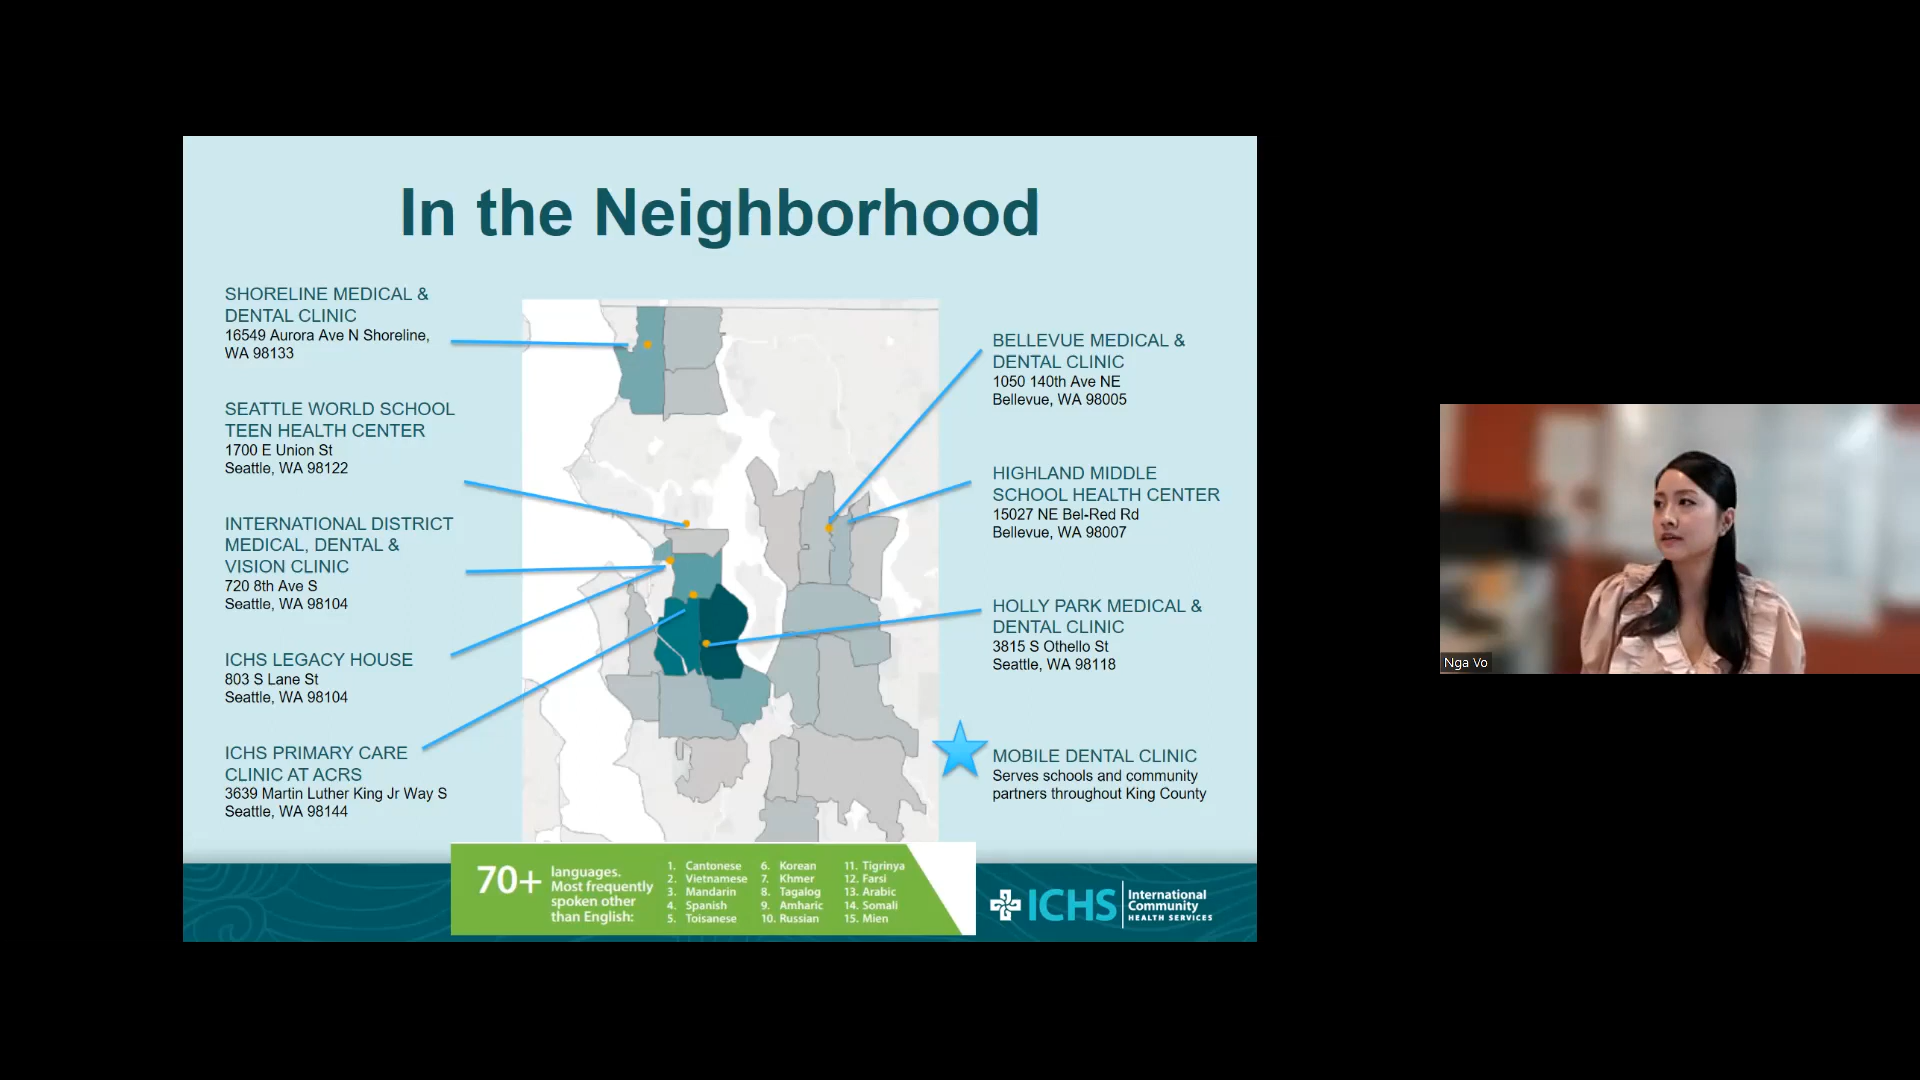 In the Neighborhood
SHORELINE MEDICAL &
DENTAL CLINIC
16549 Aurora Ave N Shoreline,
WA 98133
SEATTLE WORLD SCHOOL
TEEN HEALTH CENTER
1700 E Union St
Seattle, WA 98122
INTERNATIONAL DISTRICT
MEDICAL, DENTAL &
VISION CLINIC
720 8th Ave S
Seattle, WA 98104
ICHS LEGACY HOUSE
803 S Lane St
Seattle, WA 98104
ICHS PRIMARY CARE
CLINIC AT ACRS
3639 Martin Luther King Jr Way S
Seattle, WA 98144
BELLEVUE MEDICAL &
DENTAL CLINIC
1050 140th Ave NE
Bellevue, WA 98005
HIGHLAND MIDDLE
SCHOOL HEALTH CENTER
15027 NE Bel-Red Rd
Bellevue, WA 98007
HOLLY PARK MEDICAL &
DENTAL CLINIC
3815 S Othello St
Seattle, WA 98118
MOBILE DENTAL CLINIC
Serves schools and community
partners throughout King County
70+
languages.
Most frequently
spoken other
than English:
1. Cantonese
2. Vietnamese
3. Mandarin
4. Spanish
5. Toisanese
6. Korean
7. Khmer
8. Tagalog
9. Amharic
10. Russian
11. Tigrinya
12. Farsi
13. Arabic
14. Somali
15. Mien
ICHS
International
Community
HEALTH SERVICES
Nga Vo